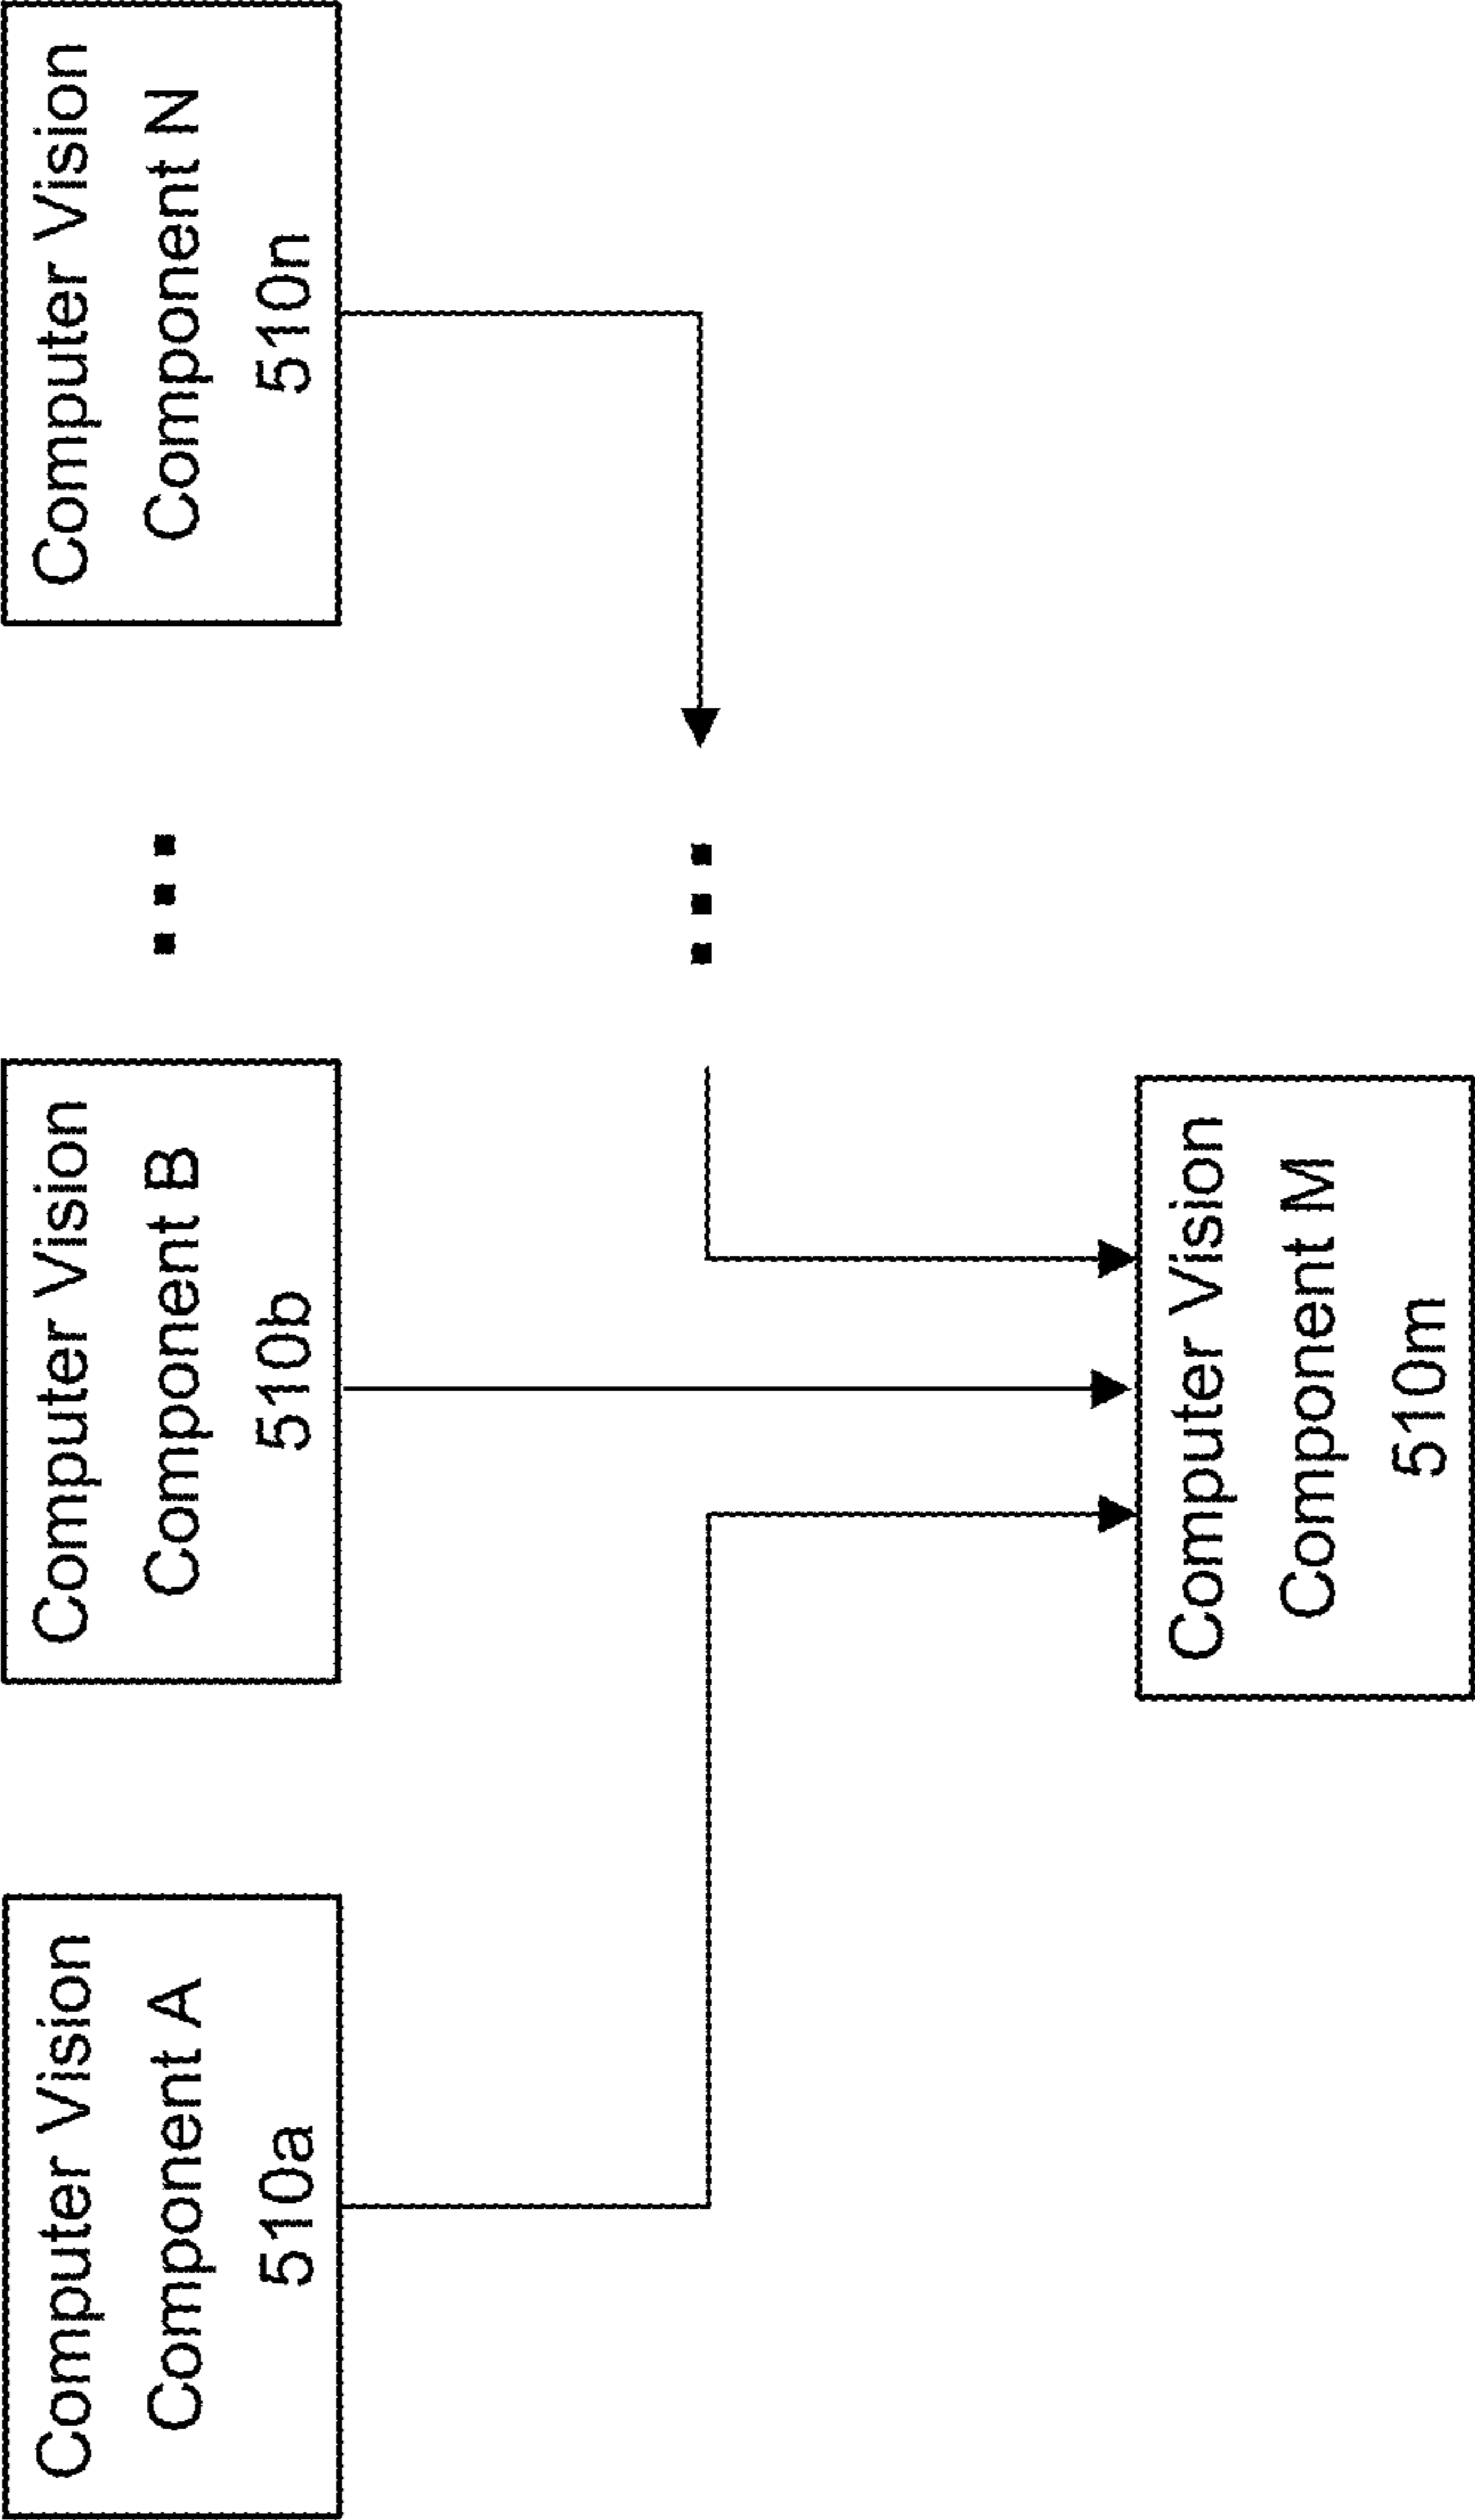 Computer Vision
Component A
510a
Computer Vision
Component B
510b
Computer Vision
Component N
510n
Computer Vision
Component M
510m